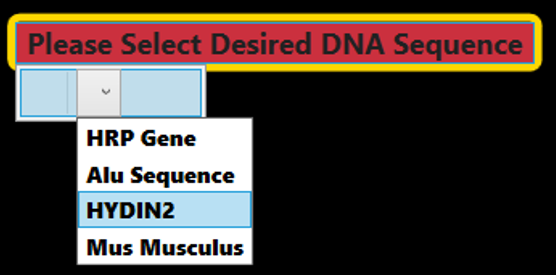 Please Select Desired DNA Sequence
HRP Gene
Alu Sequence
HYDIN2
Mus Musculus